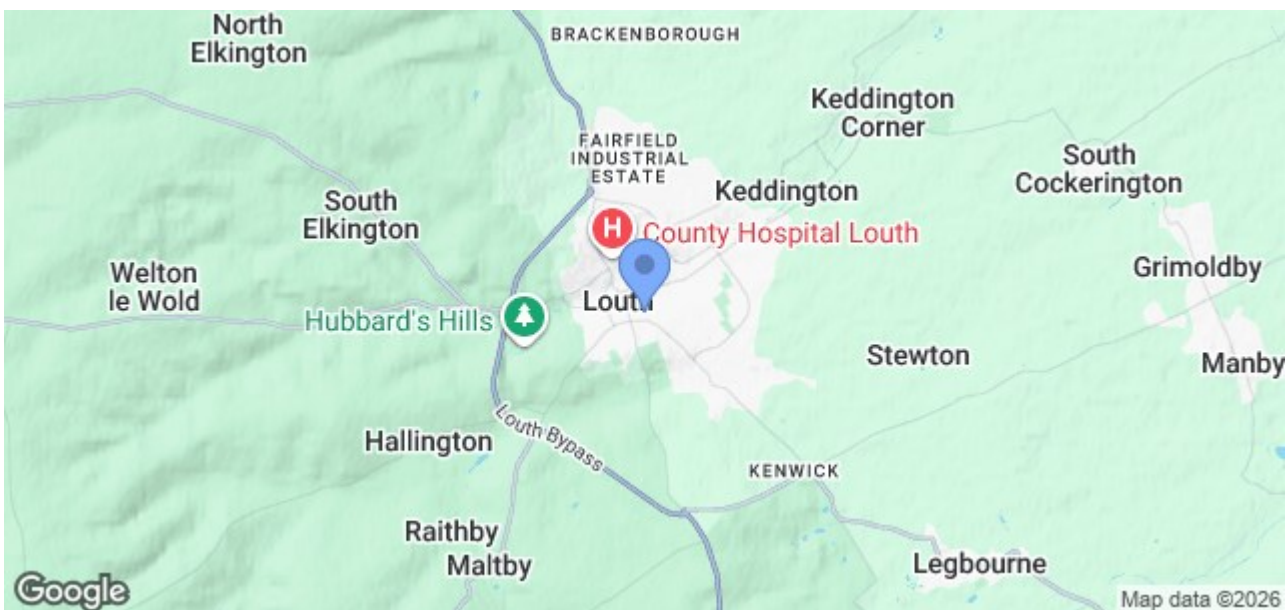 North
Elkington
BRACKENBOROUGH
Keddington
Corner
FAIRFIELD
INDUSTRIAL
ESTATE
South
Cockerington
Keddington
South
Elkington
H
County Hospital Louth
Welton
le Wold
Grimoldby
Louth
Hubbard's Hills
Stewton
Manby
Louth Bypass
Hallington
KENWICK
Raithby
Maltby
Legbourne
Google
Map data ©2026